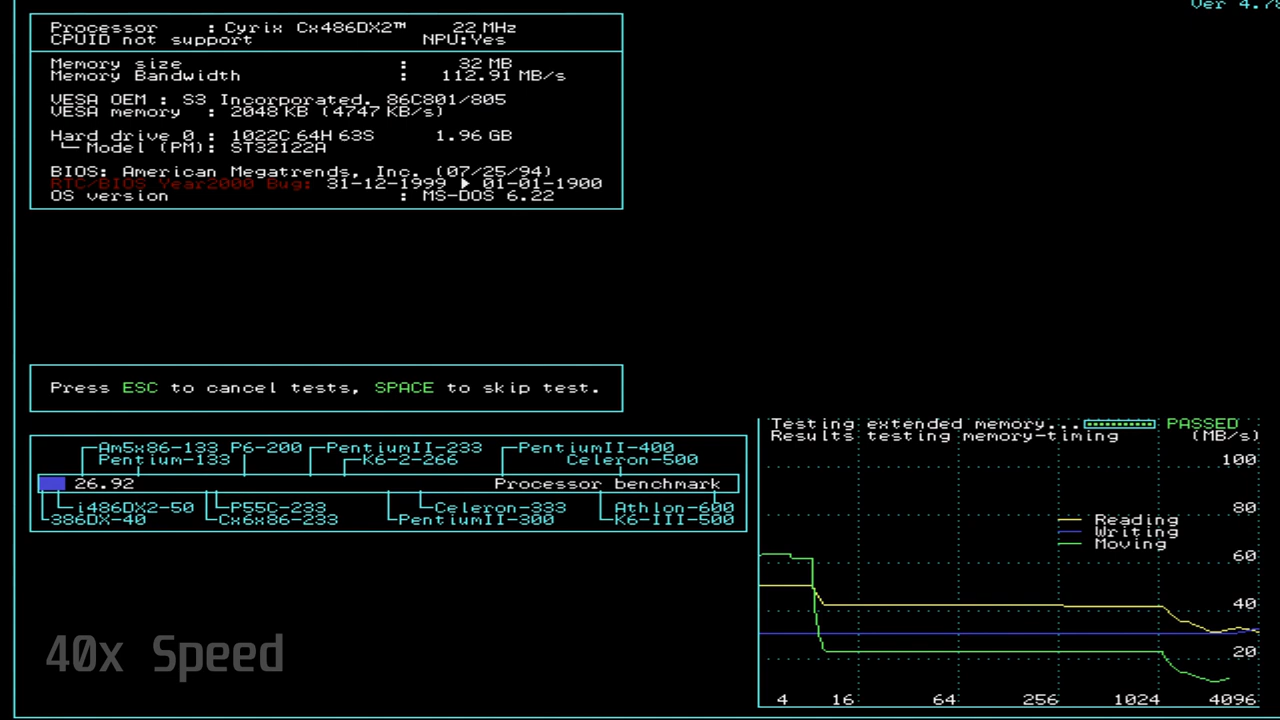 Ver 4.78
Processor : Cyrix Cx486DX2™ 22 MHz
CPUID not support NPU:Yes
Memory size : 32 MB
Memory Bandwidth : 112.91 MB/s
VESA OEM : S3 Incorporated. 86C801/805
VESA memory : 2048 KB (4747 KB/s)
Hard drive 0 : 1022C 64H 63S 1.96 GB
Model (PM): ST32122A
BIOS: American Megatrends, Inc. (07/25/94)
RTC/BIOS Year2000 Bug: 31-12-1999 ► 01-01-1900
OS version : MS-DOS 6.22
Press ESC to cancel tests, SPACE to skip test.
Am5x86-133 P6-200 PentiumII-233 PentiumII-400
Pentium-133 K6-2-266 Celeron-500
26.92 Processor benchmark
i486DX2-50 P55C-233 Celeron-333 Athlon-600
386DX-40 Cx6x86-233 PentiumII-300 K6-III-500
Testing extended memory... PASSED
Results testing memory-timing (MB/s)
100
80
Reading
Writing
Moving
60
40
20
4 16 64 256 1024 4096
40x Speed